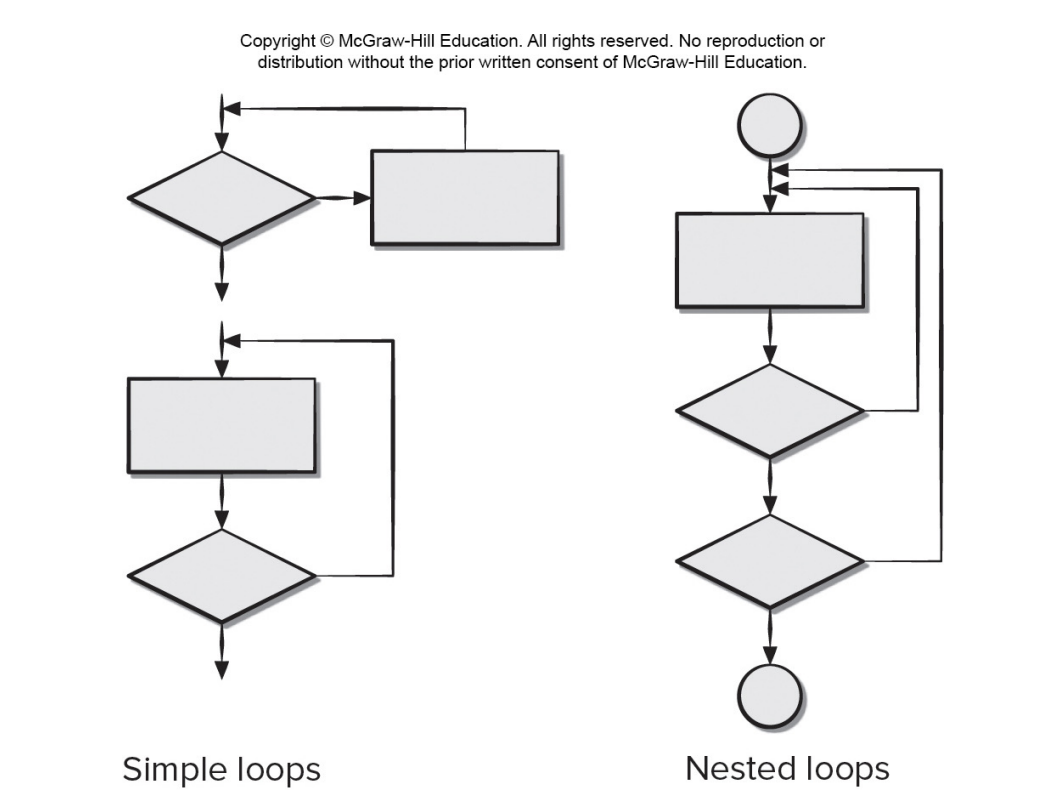 Copyright © McGraw-Hill Education. All rights reserved. No reproduction or
distribution without the prior written consent of McGraw-Hill Education.
Simple loops
Nested loops